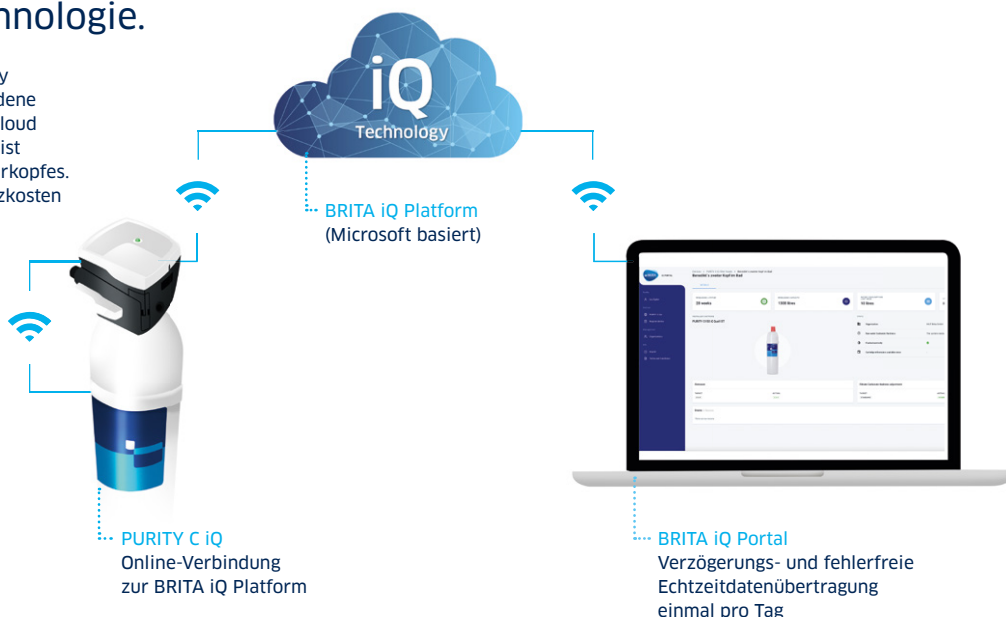 hnologie.
y
dene
loud
ist
rkopfes.
zkosten
iQ
Technology
BRITA iQ Platform
(Microsoft basiert)
PURITY C iQ
Online-Verbindung
zur BRITA iQ Platform
BRITA iQ Portal
Verzögerungs- und fehlerfreie
Echtzeitdatenübertragung
einmal pro Tag